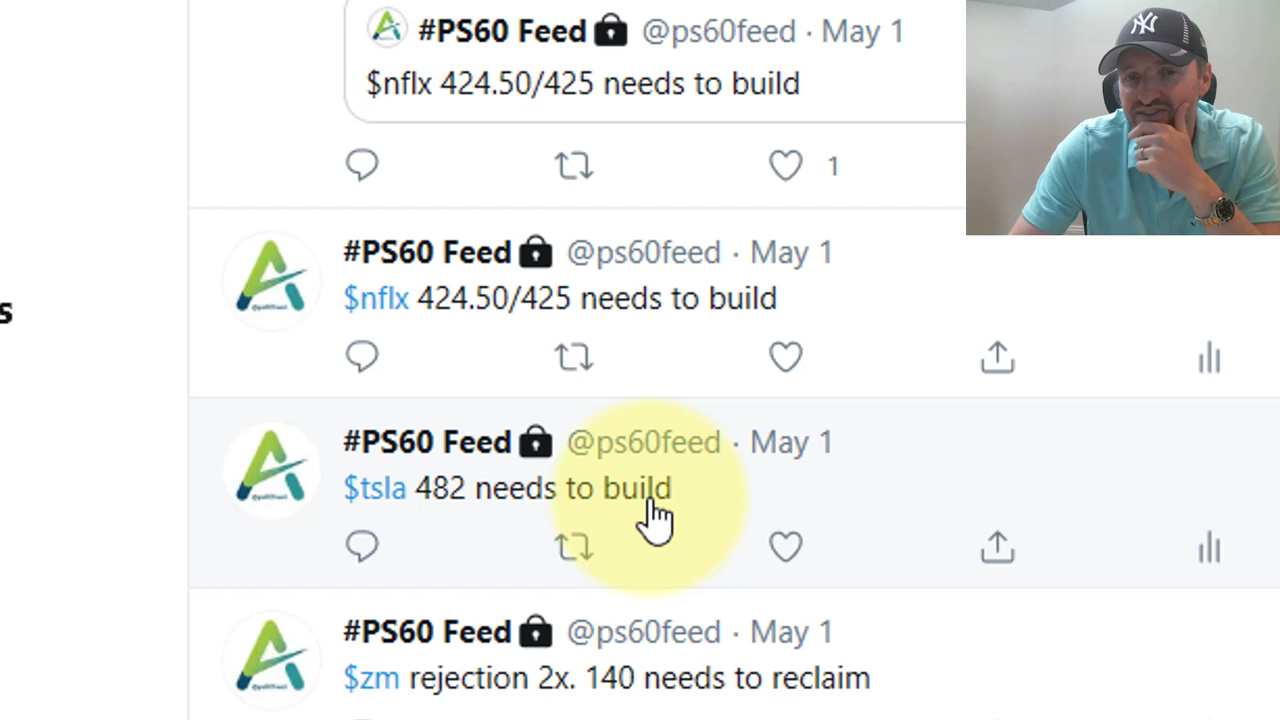 #PS60 Feed @ps60feed · May 1
$nflx 424.50/425 needs to build
1
#PS60 Feed @ps60feed · May 1
$nflx 424.50/425 needs to build
s
#PS60 Feed @ps60feed · May 1
$tsla 482 needs to build
#PS60 Feed @ps60feed · May 1
$zm rejection 2x. 140 needs to reclaim